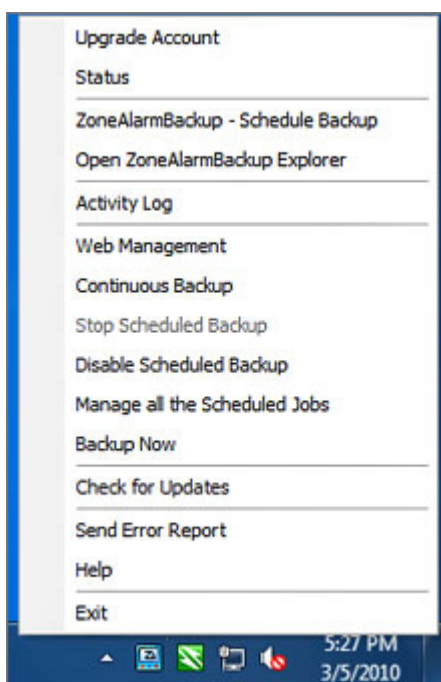 Upgrade Account
Status
ZoneAlarmBackup - Schedule Backup
Open ZoneAlarmBackup Explorer
Activity Log
Web Management
Continuous Backup
Stop Scheduled Backup
Disable Scheduled Backup
Manage all the Scheduled Jobs
Backup Now
Check for Updates
Send Error Report
Help
Exit
5:27 PM
3/5/2010